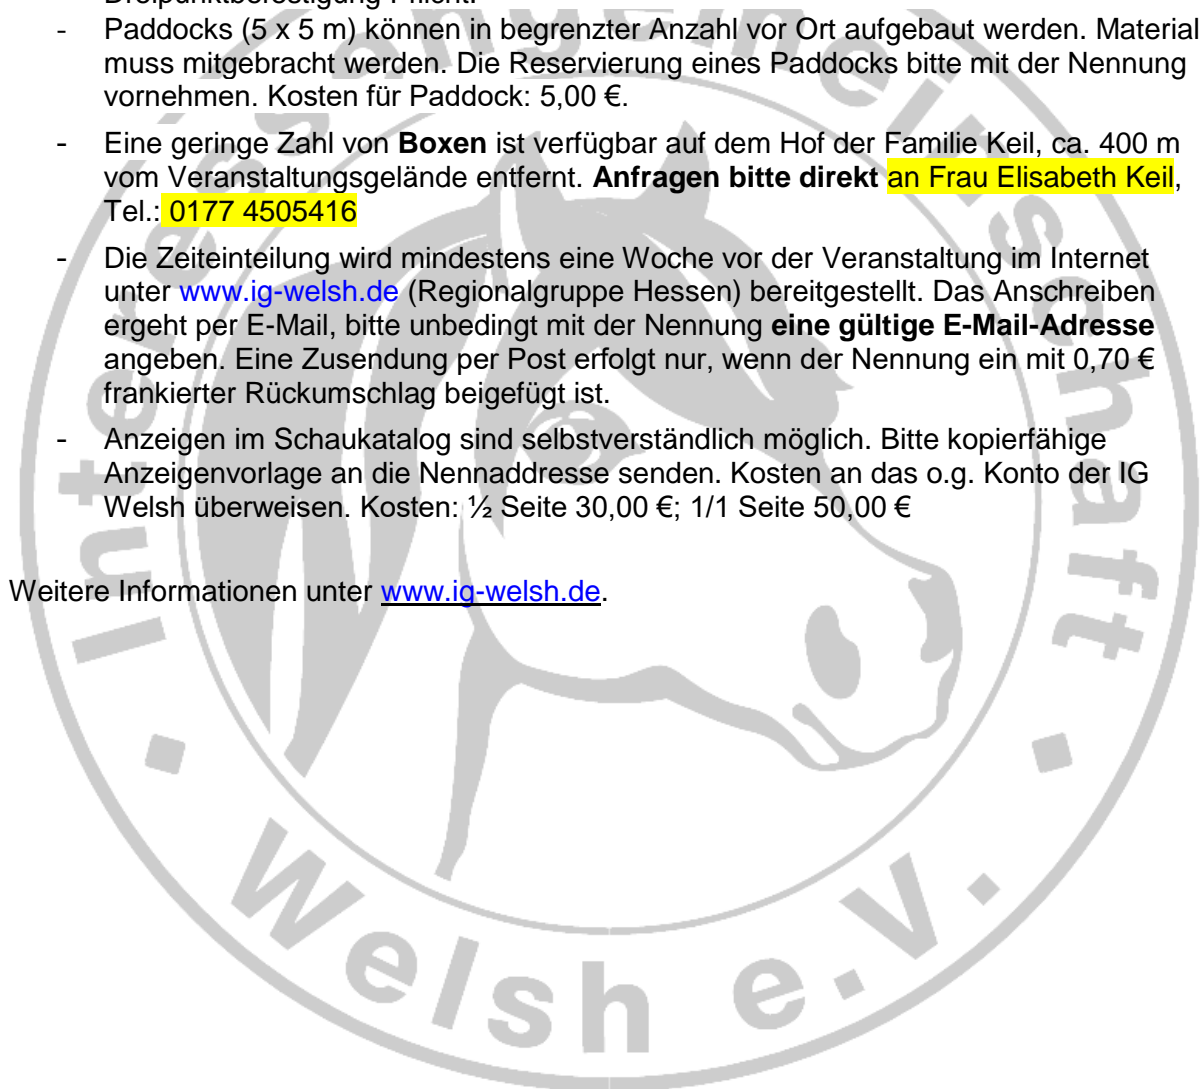 Dreipunktbefestigung Pflicht.
- Paddocks (5 x 5 m) können in begrenzter Anzahl vor Ort aufgebaut werden. Material
muss mitgebracht werden. Die Reservierung eines Paddocks bitte mit der Nennung
vornehmen. Kosten für Paddock: 5,00 €.
- Eine geringe Zahl von Boxen ist verfügbar auf dem Hof der Familie Keil, ca. 400 m
vom Veranstaltungsgelände entfernt. Anfragen bitte direkt an Frau Elisabeth Keil,
Tel.: 0177 4505416
- Die Zeiteinteilung wird mindestens eine Woche vor der Veranstaltung im Internet
unter www.ig-welsh.de (Regionalgruppe Hessen) bereitgestellt. Das Anschreiben
ergeht per E-Mail, bitte unbedingt mit der Nennung eine gültige E-Mail-Adresse
angeben. Eine Zusendung per Post erfolgt nur, wenn der Nennung ein mit 0,70 €
frankierter Rückumschlag beigefügt ist.
- Anzeigen im Schaukatalog sind selbstverständlich möglich. Bitte kopierfähige
Anzeigenvorlage an die Nennaddresse senden. Kosten an das o.g. Konto der IG
Welsh überweisen. Kosten: ½ Seite 30,00 €; 1/1 Seite 50,00 €
Weitere Informationen unter www.ig-welsh.de.
Interessengemeinschaft
Welsh e.V.